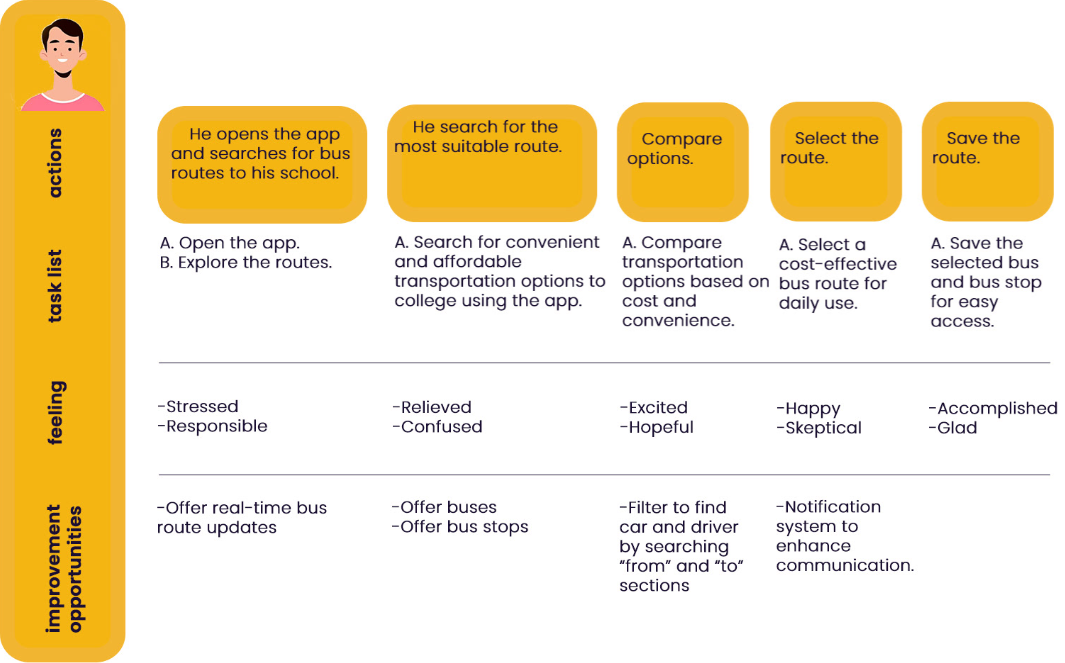 actions
He opens the app
and searches for bus
routes to his school.
He search for the
most suitable route.
Compare
options.
Select the
route.
Save the
route.
task list
A. Open the app.
B. Explore the routes.
A. Search for convenient
and affordable
transportation options to
college using the app.
A. Compare
transportation
options based on
cost and
convenience.
A. Select a
cost-effective
bus route for
daily use.
A. Save the
selected bus
and bus stop
for easy
access.
feeling
-Stressed
-Responsible
-Relieved
-Confused
-Excited
-Hopeful
-Happy
-Skeptical
-Accomplished
-Glad
improvement
opportunities
-Offer real-time bus
route updates
-Offer buses
-Offer bus stops
-Filter to find
car and driver
by searching
“from” and “to”
sections
-Notification
system to
enhance
communication.